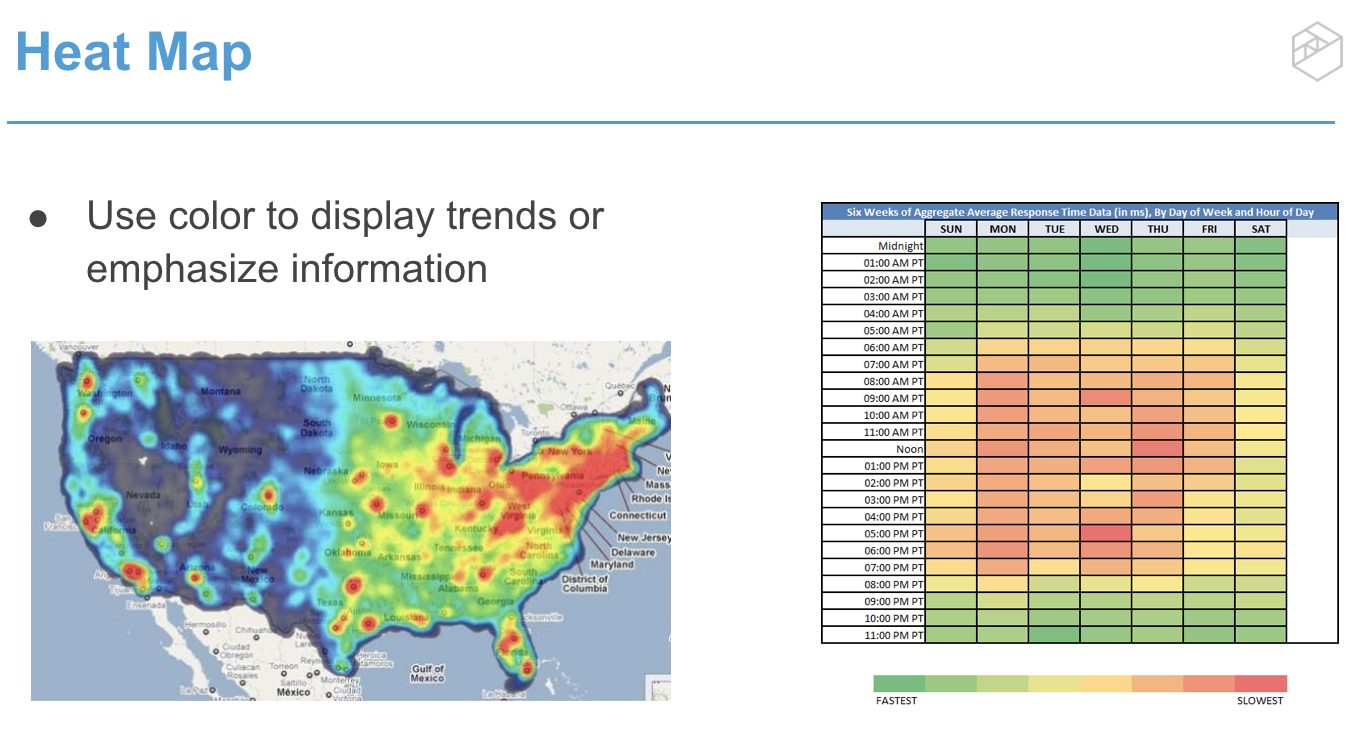 Heat Map
● Use color to display trends or
emphasize information
Vancouver
Washington
Montana
North
Dakota
Minnesota
Québec
Ottawa
Maine
Oregon
Idaho
Wyoming
South
Dakota
Wisconsin
Michigan
Toronto
New York
Nebraska
Iowa
Illinois Indiana
Ohio
Pennsylvania
Mass
Rhode Is
Connecticut
New Jersey
Delaware
Maryland
District of
Columbia
Nevada
Utah
Colorado
Kansas
Missouri
West
Virginia
Virginia
Kentucky
San
Francisco
California
Arizona
New
Mexico
Oklahoma
Arkansas
Tennessee
North
Carolina
South
Carolina
Mississippi
Alabama
Georgia
Texas
Louisiana
Florida
Ensenada
Hermosillo
Chihuahua
Ciudad
Obregón
Culiacán
Rosales
Torreón
Saltillo
Monterrey
Ciudad
Victoria
La Paz
México
Gulf of
Mexico
Six Weeks of Aggregate Average Response Time Data (in ms), By Day of Week and Hour of Day
SUN MON TUE WED THU FRI SAT
Midnight
01:00 AM PT
02:00 AM PT
03:00 AM PT
04:00 AM PT
05:00 AM PT
06:00 AM PT
07:00 AM PT
08:00 AM PT
09:00 AM PT
10:00 AM PT
11:00 AM PT
Noon
01:00 PM PT
02:00 PM PT
03:00 PM PT
04:00 PM PT
05:00 PM PT
06:00 PM PT
07:00 PM PT
08:00 PM PT
09:00 PM PT
10:00 PM PT
11:00 PM PT
FASTEST SLOWEST